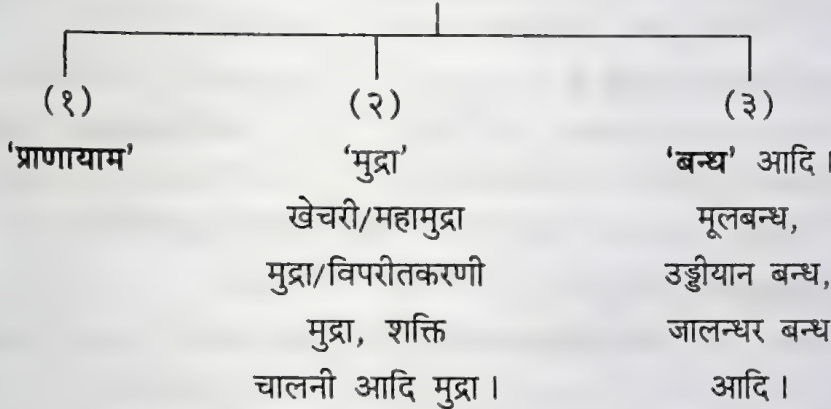 (१) (२) (३)
‘प्राणायाम’ ‘मुद्रा’ ‘बन्ध’ आदि ।
खेचरी/महामुद्रा मूलबन्ध,
मुद्रा/विपरीतकरणी उड्डीयान बन्ध,
मुद्रा, शक्ति जालन्धर बन्ध
चालनी आदि मुद्रा । आदि ।